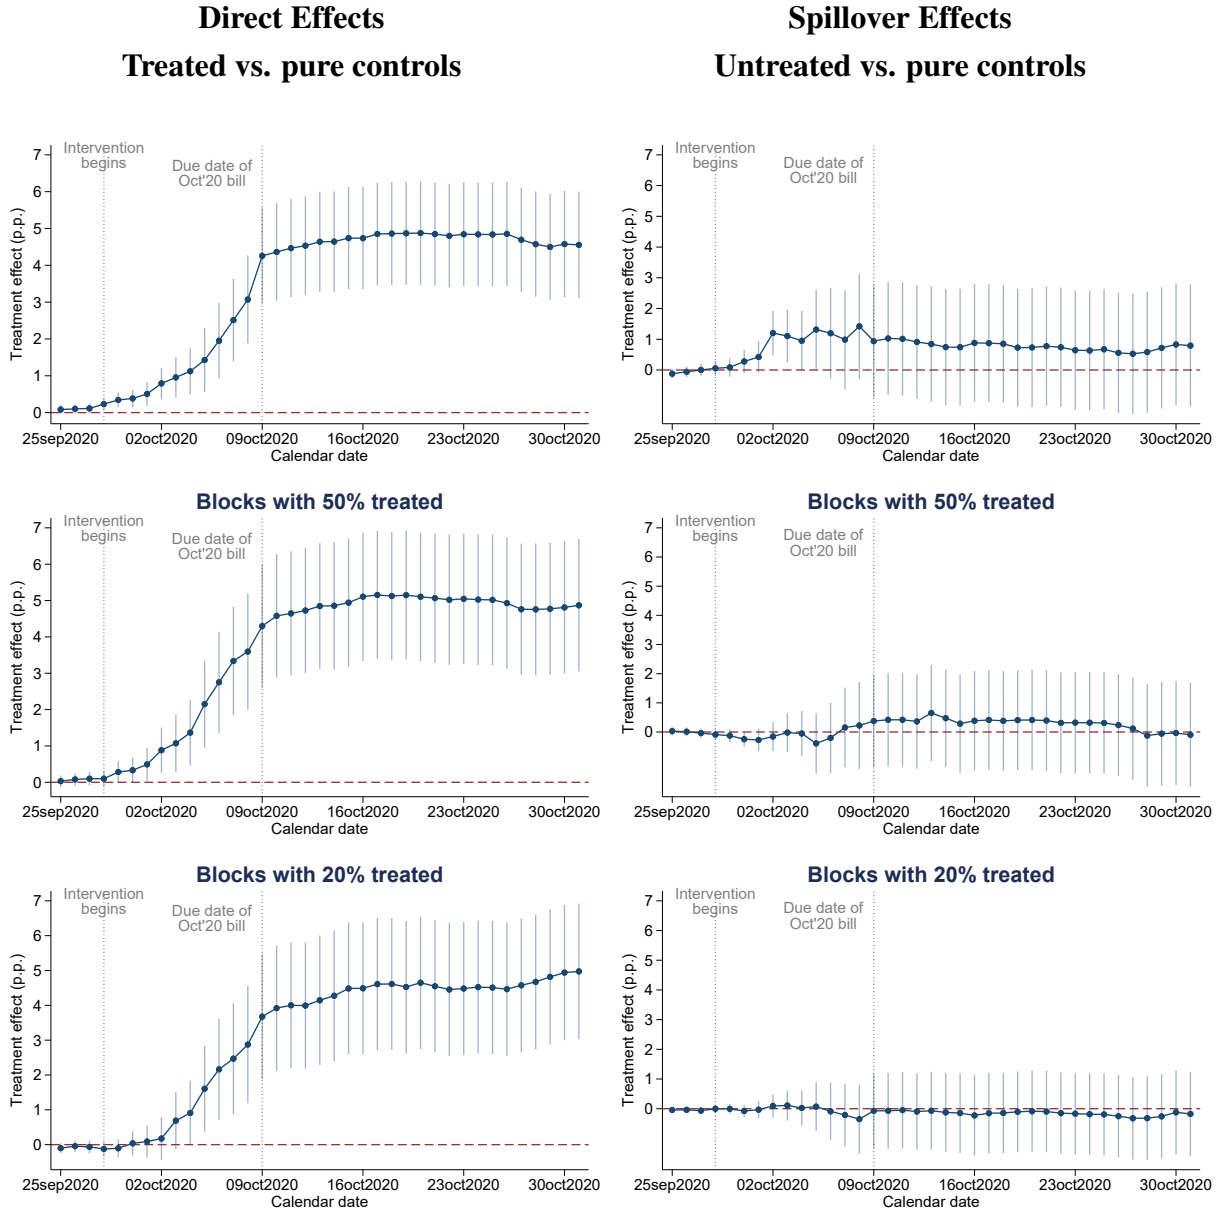 Direct Effects
Treated vs. pure controls
Spillover Effects
Untreated vs. pure controls
Intervention
begins
Due date of
Oct'20 bill
Treatment effect (p.p.)
7
6
5
4
3
2
1
0
25sep2020 02oct2020 09oct2020 16oct2020 23oct2020 30oct2020
Calendar date
Intervention
begins
Due date of
Oct'20 bill
Treatment effect (p.p.)
7
6
5
4
3
2
1
0
25sep2020 02oct2020 09oct2020 16oct2020 23oct2020 30oct2020
Calendar date
Blocks with 50% treated
Intervention
begins
Due date of
Oct'20 bill
Treatment effect (p.p.)
7
6
5
4
3
2
1
0
25sep2020 02oct2020 09oct2020 16oct2020 23oct2020 30oct2020
Calendar date
Blocks with 50% treated
Intervention
begins
Due date of
Oct'20 bill
Treatment effect (p.p.)
7
6
5
4
3
2
1
0
25sep2020 02oct2020 09oct2020 16oct2020 23oct2020 30oct2020
Calendar date
Blocks with 20% treated
Intervention
begins
Due date of
Oct'20 bill
Treatment effect (p.p.)
7
6
5
4
3
2
1
0
25sep2020 02oct2020 09oct2020 16oct2020 23oct2020 30oct2020
Calendar date
Blocks with 20% treated
Intervention
begins
Due date of
Oct'20 bill
Treatment effect (p.p.)
7
6
5
4
3
2
1
0
25sep2020 02oct2020 09oct2020 16oct2020 23oct2020 30oct2020
Calendar date